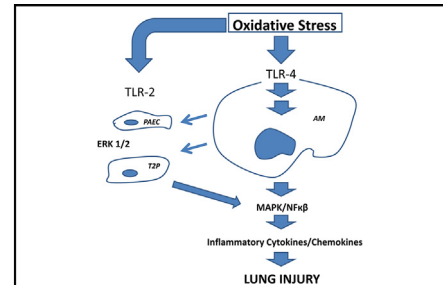 Oxidative Stress
TLR-4
TLR-2
AM
PAEC
ERK 1/2
T2P
MAPK/NFκβ
Inflammatory Cytokines/Chemokines
LUNG INJURY